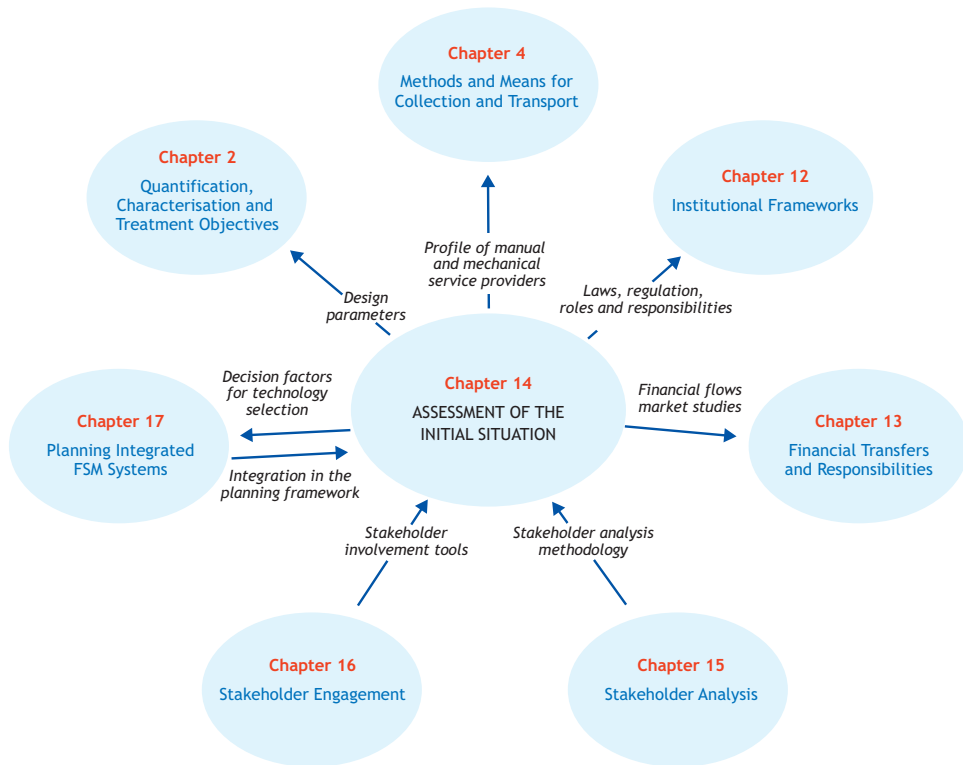 Chapter 4
Methods and Means for
Collection and Transport
Chapter 2
Quantification,
Characterisation and
Treatment Objectives
Chapter 12
Institutional Frameworks
Profile of manual
and mechanical
service providers
Design
parameters
Laws, regulation,
roles and responsibilities
Decision factors
for technology
selection
Chapter 14
ASSESSMENT OF THE
INITIAL SITUATION
Financial flows
market studies
Chapter 17
Planning Integrated
FSM Systems
Chapter 13
Financial Transfers
and Responsibilities
Integration in the
planning framework
Stakeholder
involvement tools
Stakeholder analysis
methodology
Chapter 16
Stakeholder Engagement
Chapter 15
Stakeholder Analysis